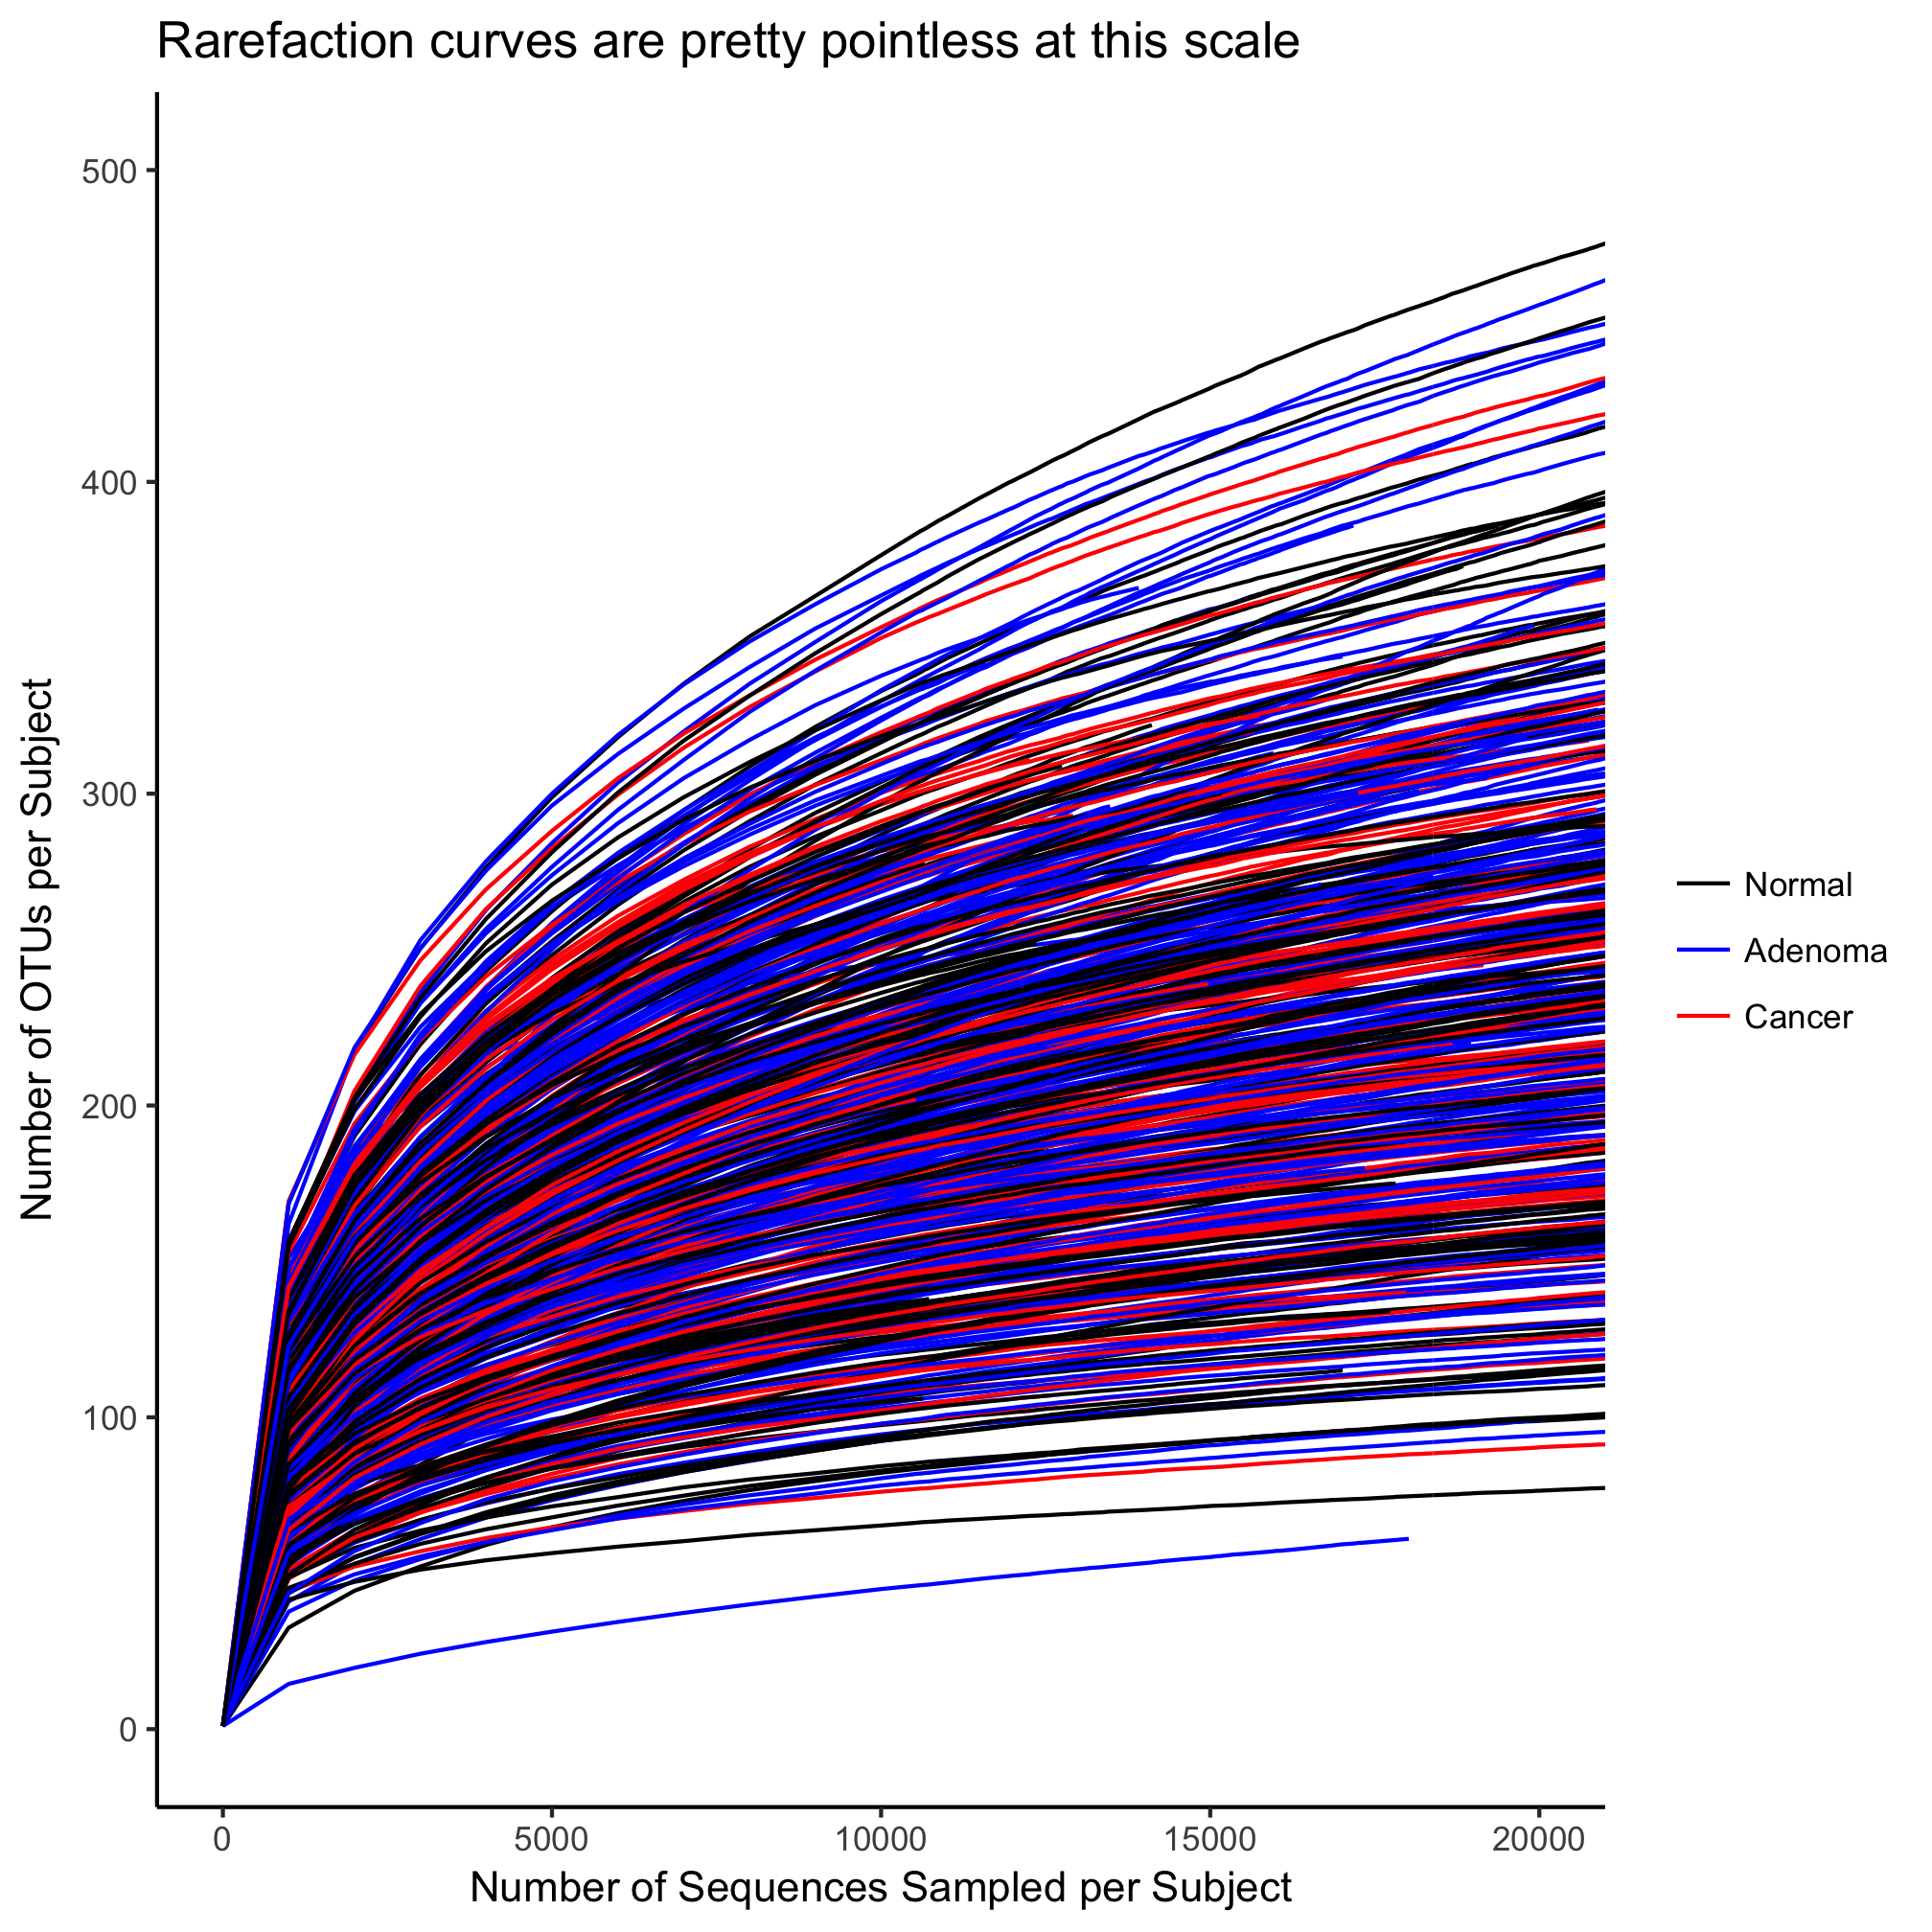 Rarefaction curves are pretty pointless at this scale
500
400
300
200
100
0
Number of OTUs per Subject
0 5000 10000 15000 20000
Number of Sequences Sampled per Subject
Normal
Adenoma
Cancer